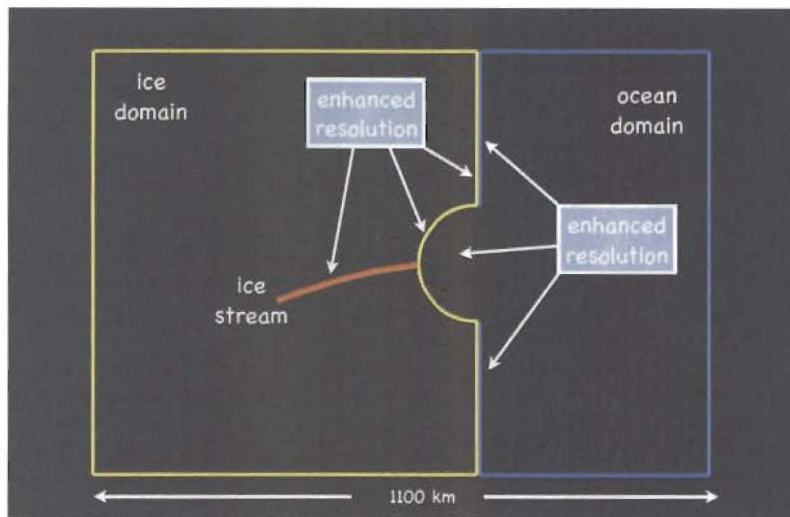 ice
domain
enhanced
resolution
ocean
domain
enhanced
resolution
ice
stream
1100 km